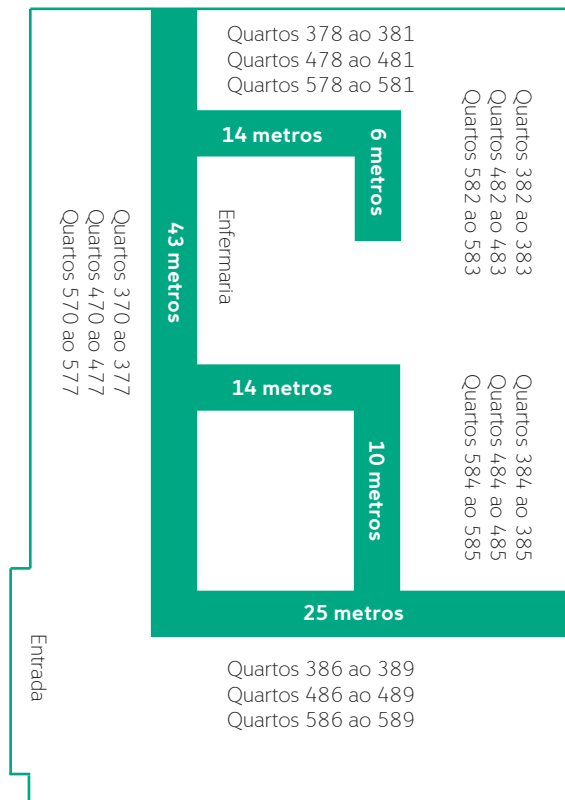 Quartos 378 ao 381
Quartos 478 ao 481
Quartos 578 ao 581
14 metros
6 metros
Quartos 382 ao 383
Quartos 482 ao 483
Quartos 582 ao 583
43 metros
Enfermaria
Quartos 370 ao 377
Quartos 470 ao 477
Quartos 570 ao 577
14 metros
10 metros
Quartos 384 ao 385
Quartos 484 ao 485
Quartos 584 ao 585
25 metros
Entrada
Quartos 386 ao 389
Quartos 486 ao 489
Quartos 586 ao 589